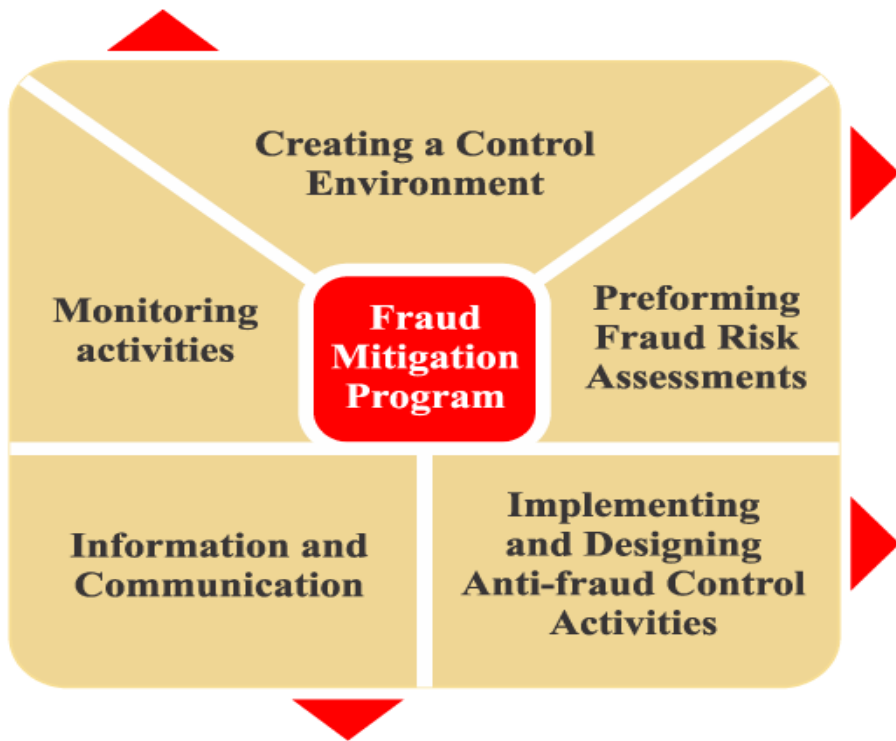 Creating a Control
Environment
Monitoring
activities
Fraud
Mitigation
Program
Preforming
Fraud Risk
Assessments
Information and
Communication
Implementing
and Designing
Anti-fraud Control
Activities